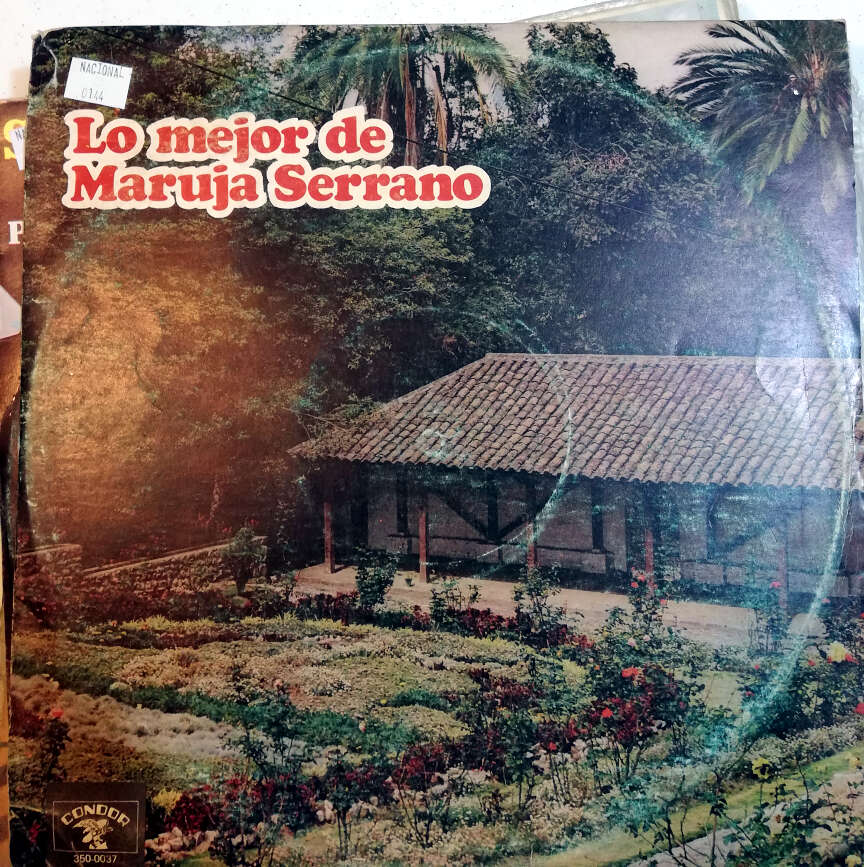 NACIONAL
0144
Lo mejor de
Maruja Serrano
S
P
CONDOR
350-0037